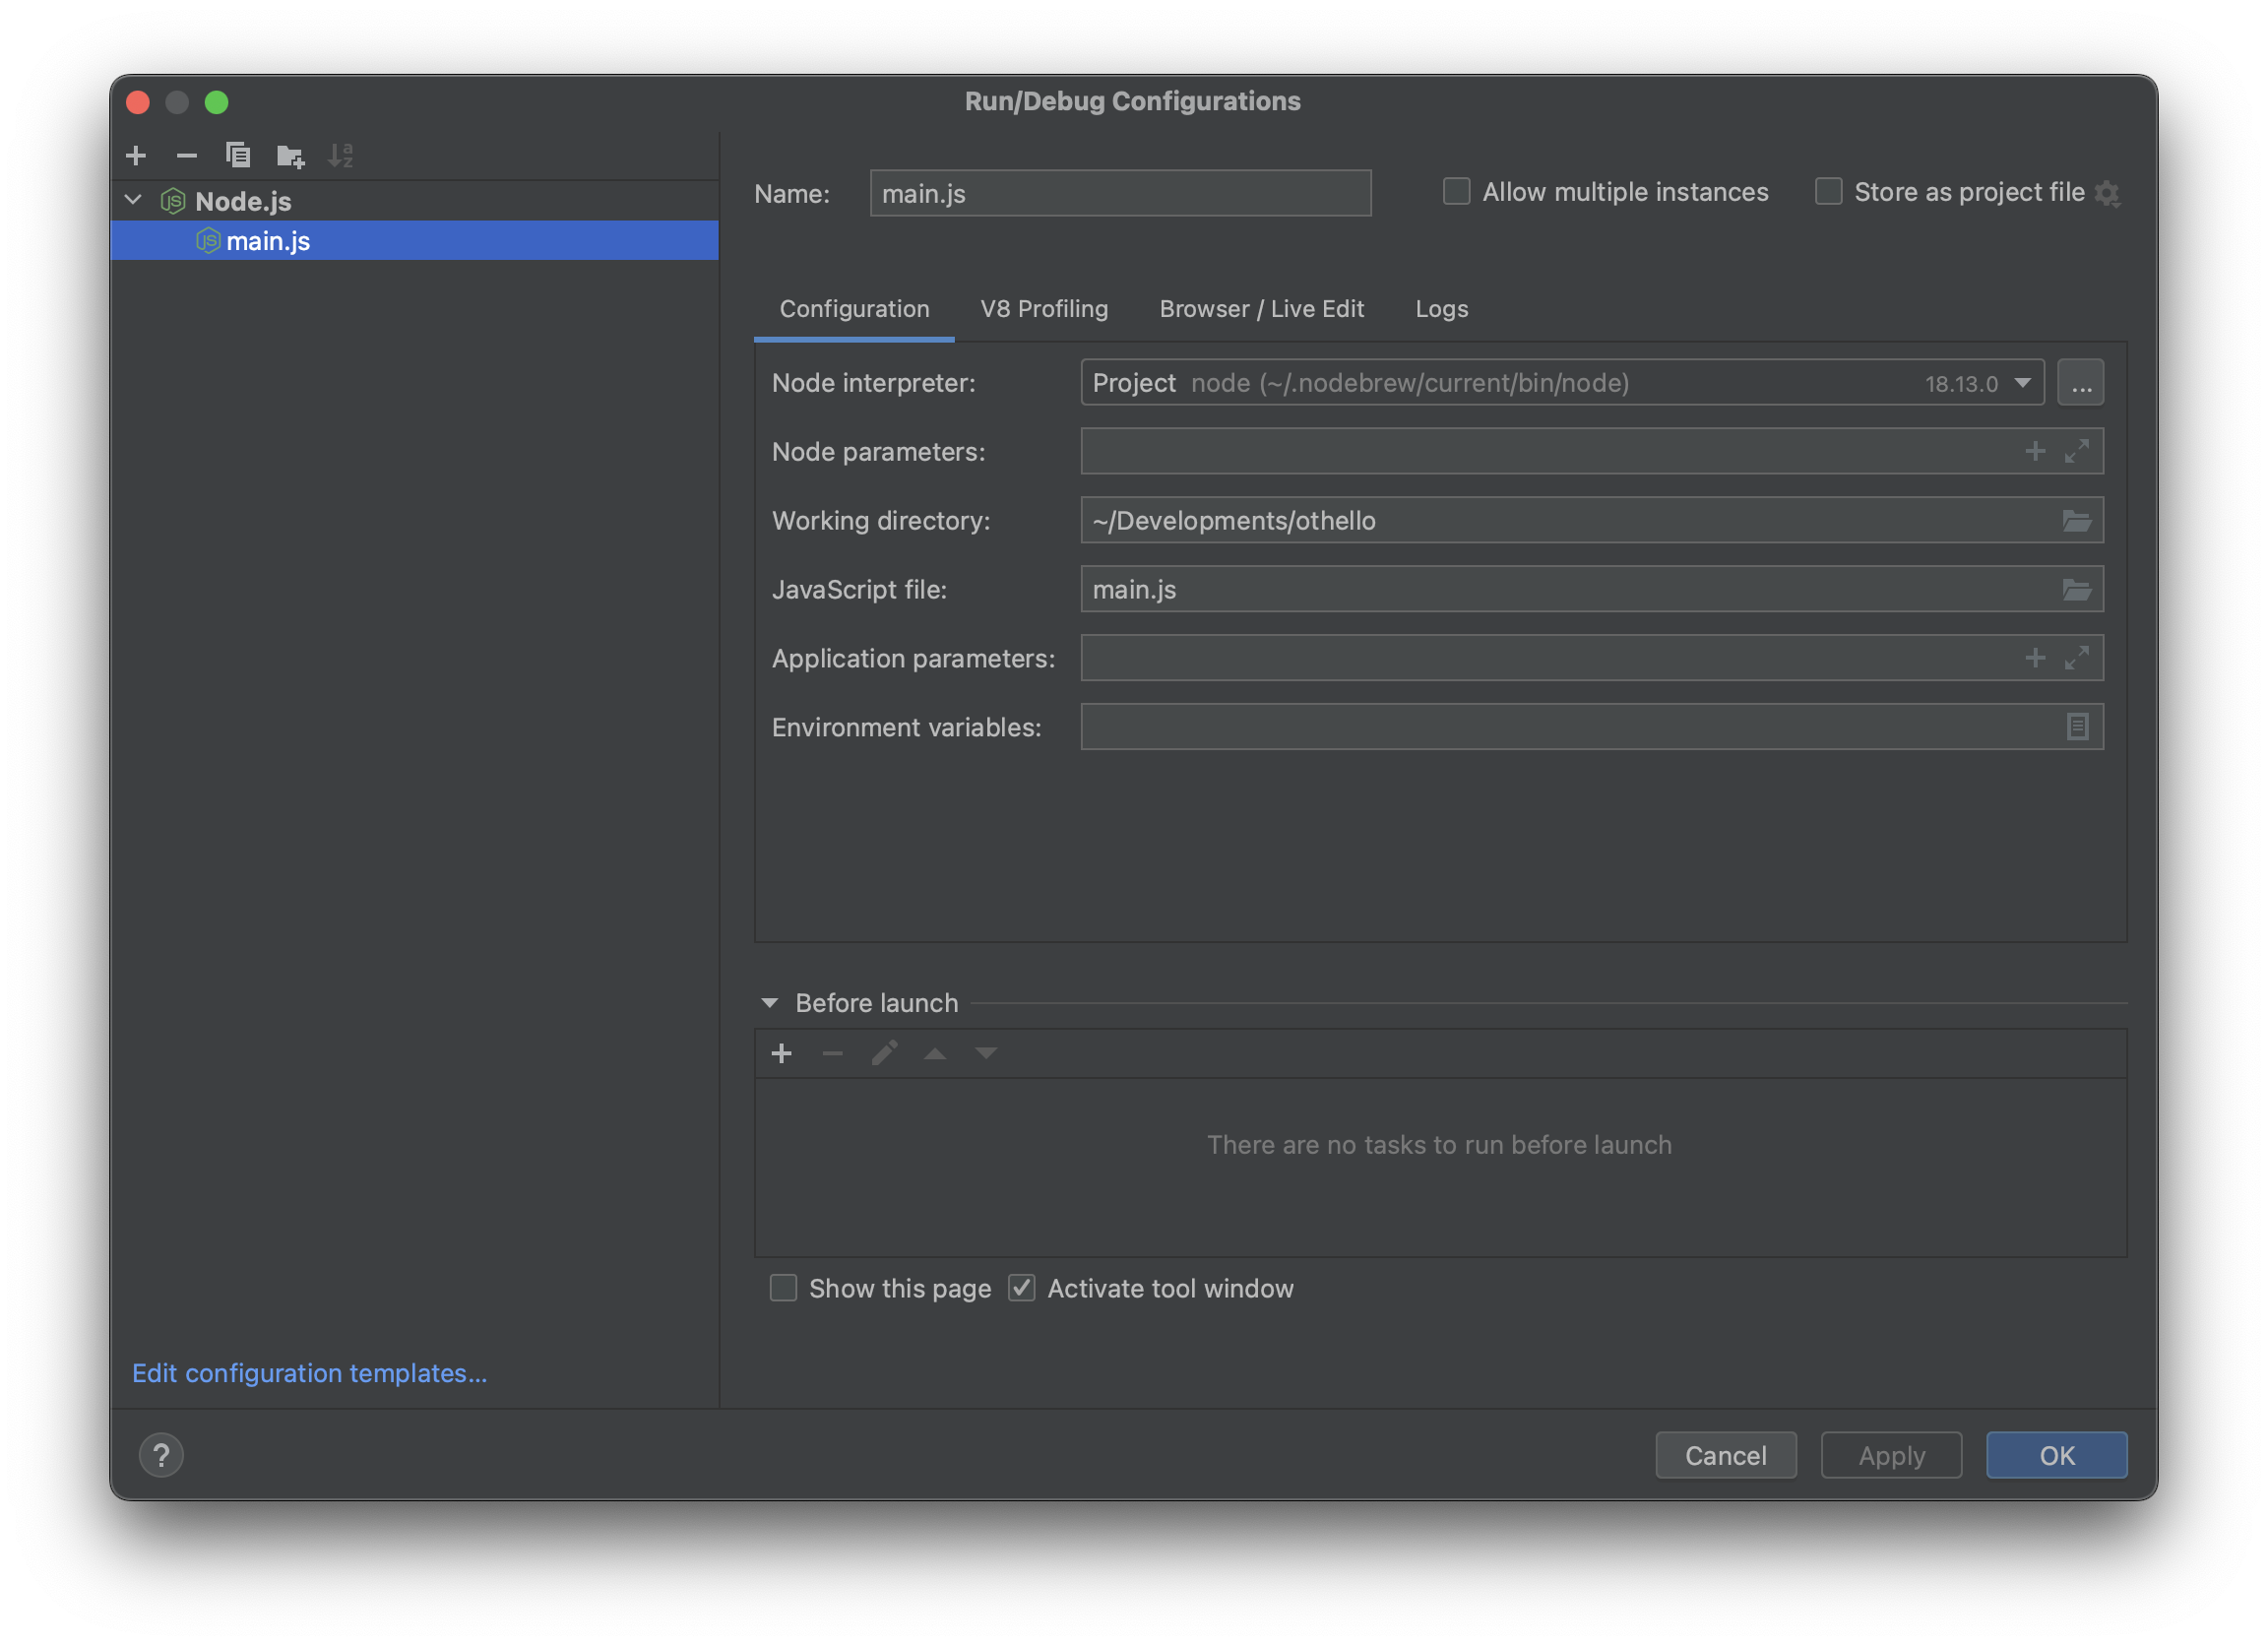 Run/Debug Configurations
Node.js
main.js
Name: main.js Allow multiple instances Store as project file
Configuration V8 Profiling Browser / Live Edit Logs
Node interpreter: Project node (~/.nodebrew/current/bin/node) 18.13.0 ...
Node parameters:
Working directory: ~/Developments/othello
JavaScript file: main.js
Application parameters:
Environment variables:
Before launch
There are no tasks to run before launch
Show this page Activate tool window
Edit configuration templates...
? Cancel Apply OK